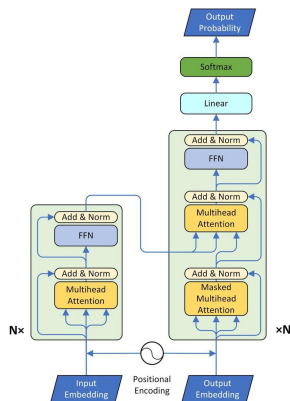 Output
Probability
Softmax
Linear
Add & Norm
FFN
Add & Norm
Multihead
Attention
Add & Norm
Masked
Multihead
Attention
×N
Add & Norm
FFN
Add & Norm
Multihead
Attention
N×
Positional
Encoding
Input
Embedding
Output
Embedding